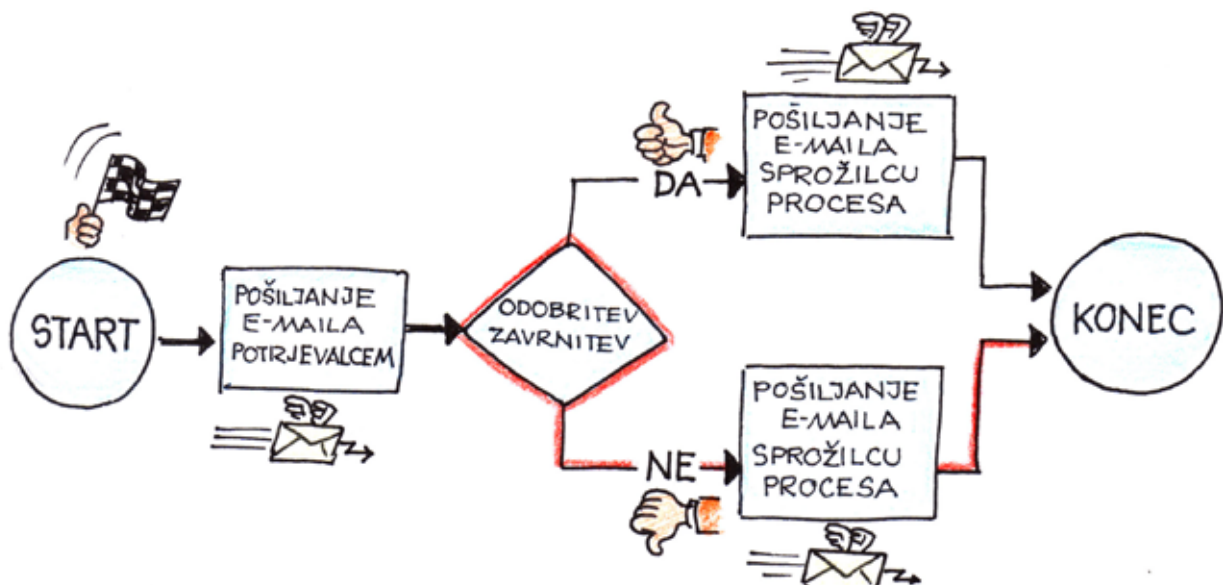 START
POŠILJANJE
E-MAILA
POTRJEVALCEM
ODOBRITEV
ZAVRNITEV
DA
POŠILJANJE
E-MAILA
SPROŽILCU
PROCESA
NE
POŠILJANJE
E-MAILA
SPROŽILCU
PROCESA
KONEC